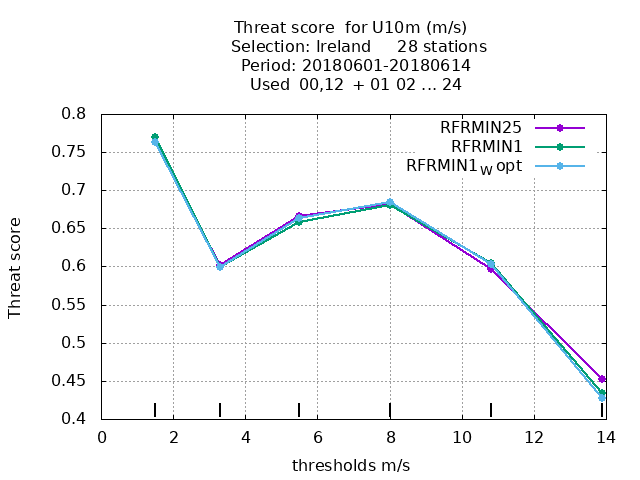 Threat score  for U10m (m/s)
Selection: Ireland     28 stations
Period: 20180601-20180614
Used  00,12  + 01 02 ... 24
RFRMIN25
RFRMIN1
RFRMIN1W opt
Threat score
0.8
0.75
0.7
0.65
0.6
0.55
0.5
0.45
0.4
0 2 4 6 8 10 12 14
thresholds m/s